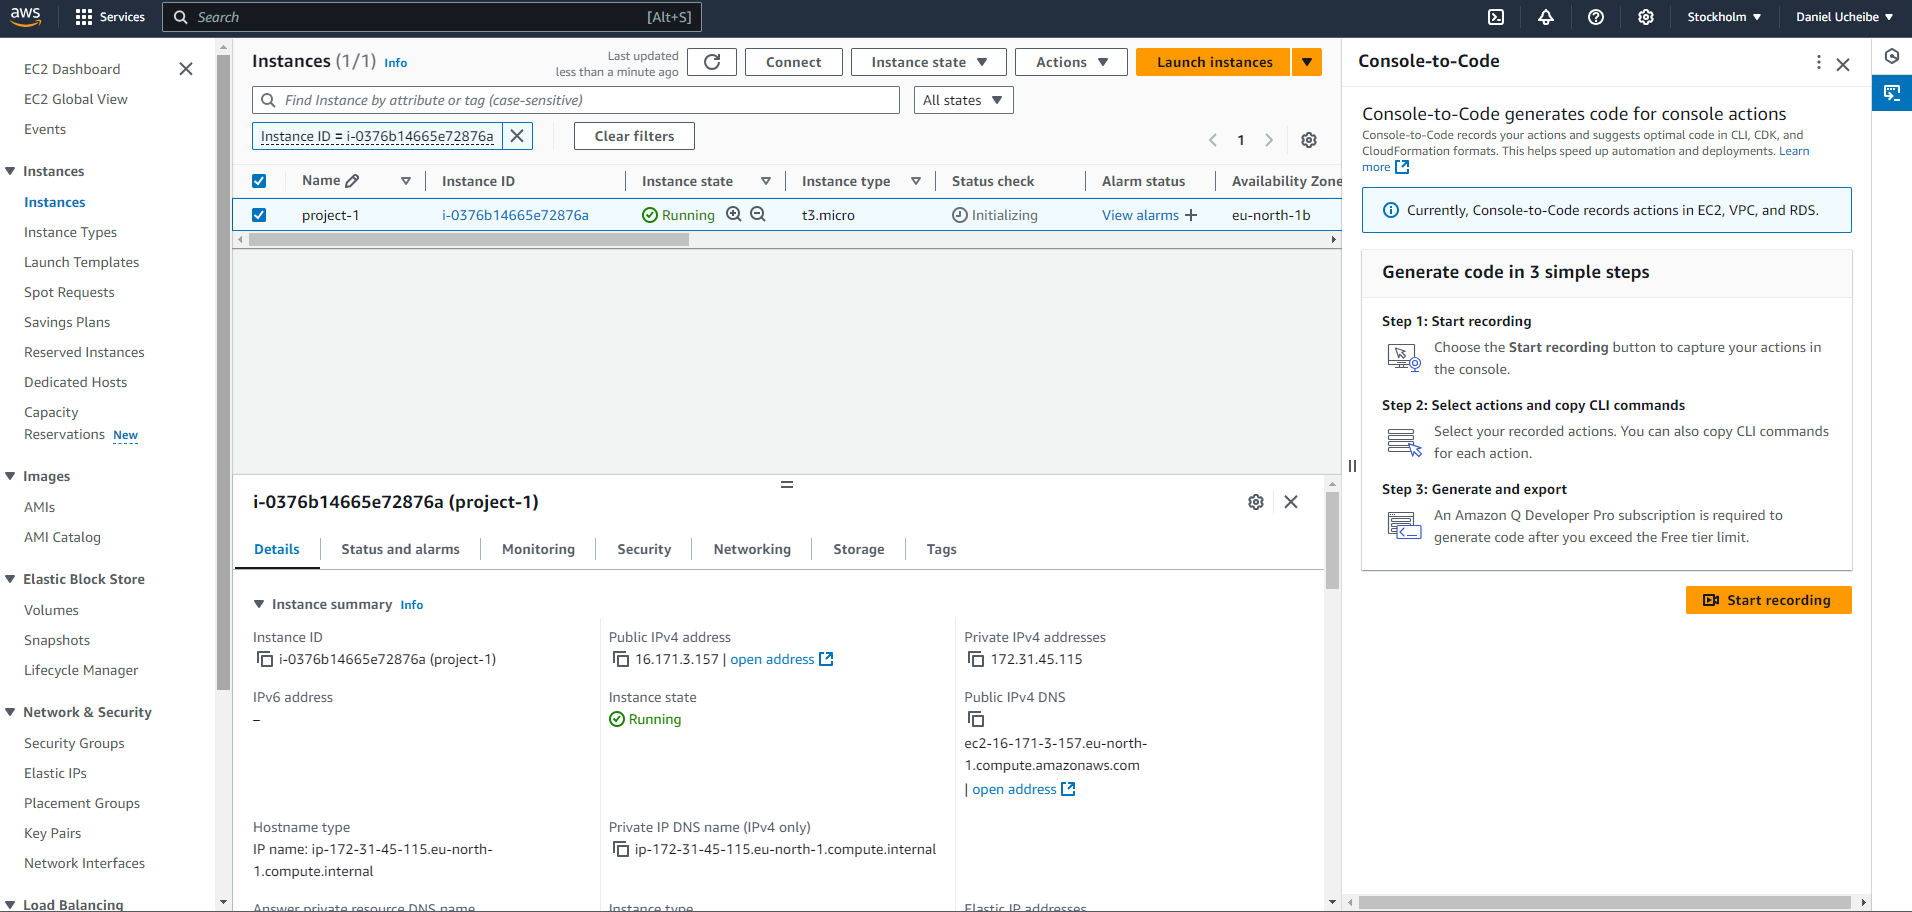 aws
Services
Search
[Alt+S]
Stockholm
Daniel Ucheibe
EC2 Dashboard
EC2 Global View
Events
Instances
Instances
Instance Types
Launch Templates
Spot Requests
Savings Plans
Reserved Instances
Dedicated Hosts
Capacity
Reservations New
Images
AMIs
AMI Catalog
Elastic Block Store
Volumes
Snapshots
Lifecycle Manager
Network & Security
Security Groups
Elastic IPs
Placement Groups
Key Pairs
Network Interfaces
Load Balancing
Instances (1/1) Info
Last updated
less than a minute ago
Connect
Instance state
Actions
Launch instances
Find Instance by attribute or tag (case-sensitive)
All states
Instance ID = i-0376b14665e72876a
Clear filters
1
Name Instance ID Instance state Instance type Status check Alarm status Availability Zone
project-1 i-0376b14665e72876a Running t3.micro Initializing View alarms + eu-north-1b
i-0376b14665e72876a (project-1)
Details Status and alarms Monitoring Security Networking Storage Tags
Instance summary Info
Instance ID
i-0376b14665e72876a (project-1)
Public IPv4 address
16.171.3.157 | open address
Private IPv4 addresses
172.31.45.115
IPv6 address
–
Instance state
Running
Public IPv4 DNS
ec2-16-171-3-157.eu-north-
1.compute.amazonaws.com
| open address
Hostname type
IP name: ip-172-31-45-115.eu-north-
1.compute.internal
Private IP DNS name (IPv4 only)
ip-172-31-45-115.eu-north-1.compute.internal
Answer private resource DNS name
Instance type
Elastic IP addresses
Console-to-Code
Console-to-Code generates code for console actions
Console-to-Code records your actions and suggests optimal code in CLI, CDK, and
CloudFormation formats. This helps speed up automation and deployments. Learn
more
Currently, Console-to-Code records actions in EC2, VPC, and RDS.
Generate code in 3 simple steps
Step 1: Start recording
Choose the Start recording button to capture your actions in
the console.
Step 2: Select actions and copy CLI commands
Select your recorded actions. You can also copy CLI commands
for each action.
Step 3: Generate and export
An Amazon Q Developer Pro subscription is required to
generate code after you exceed the Free tier limit.
Start recording